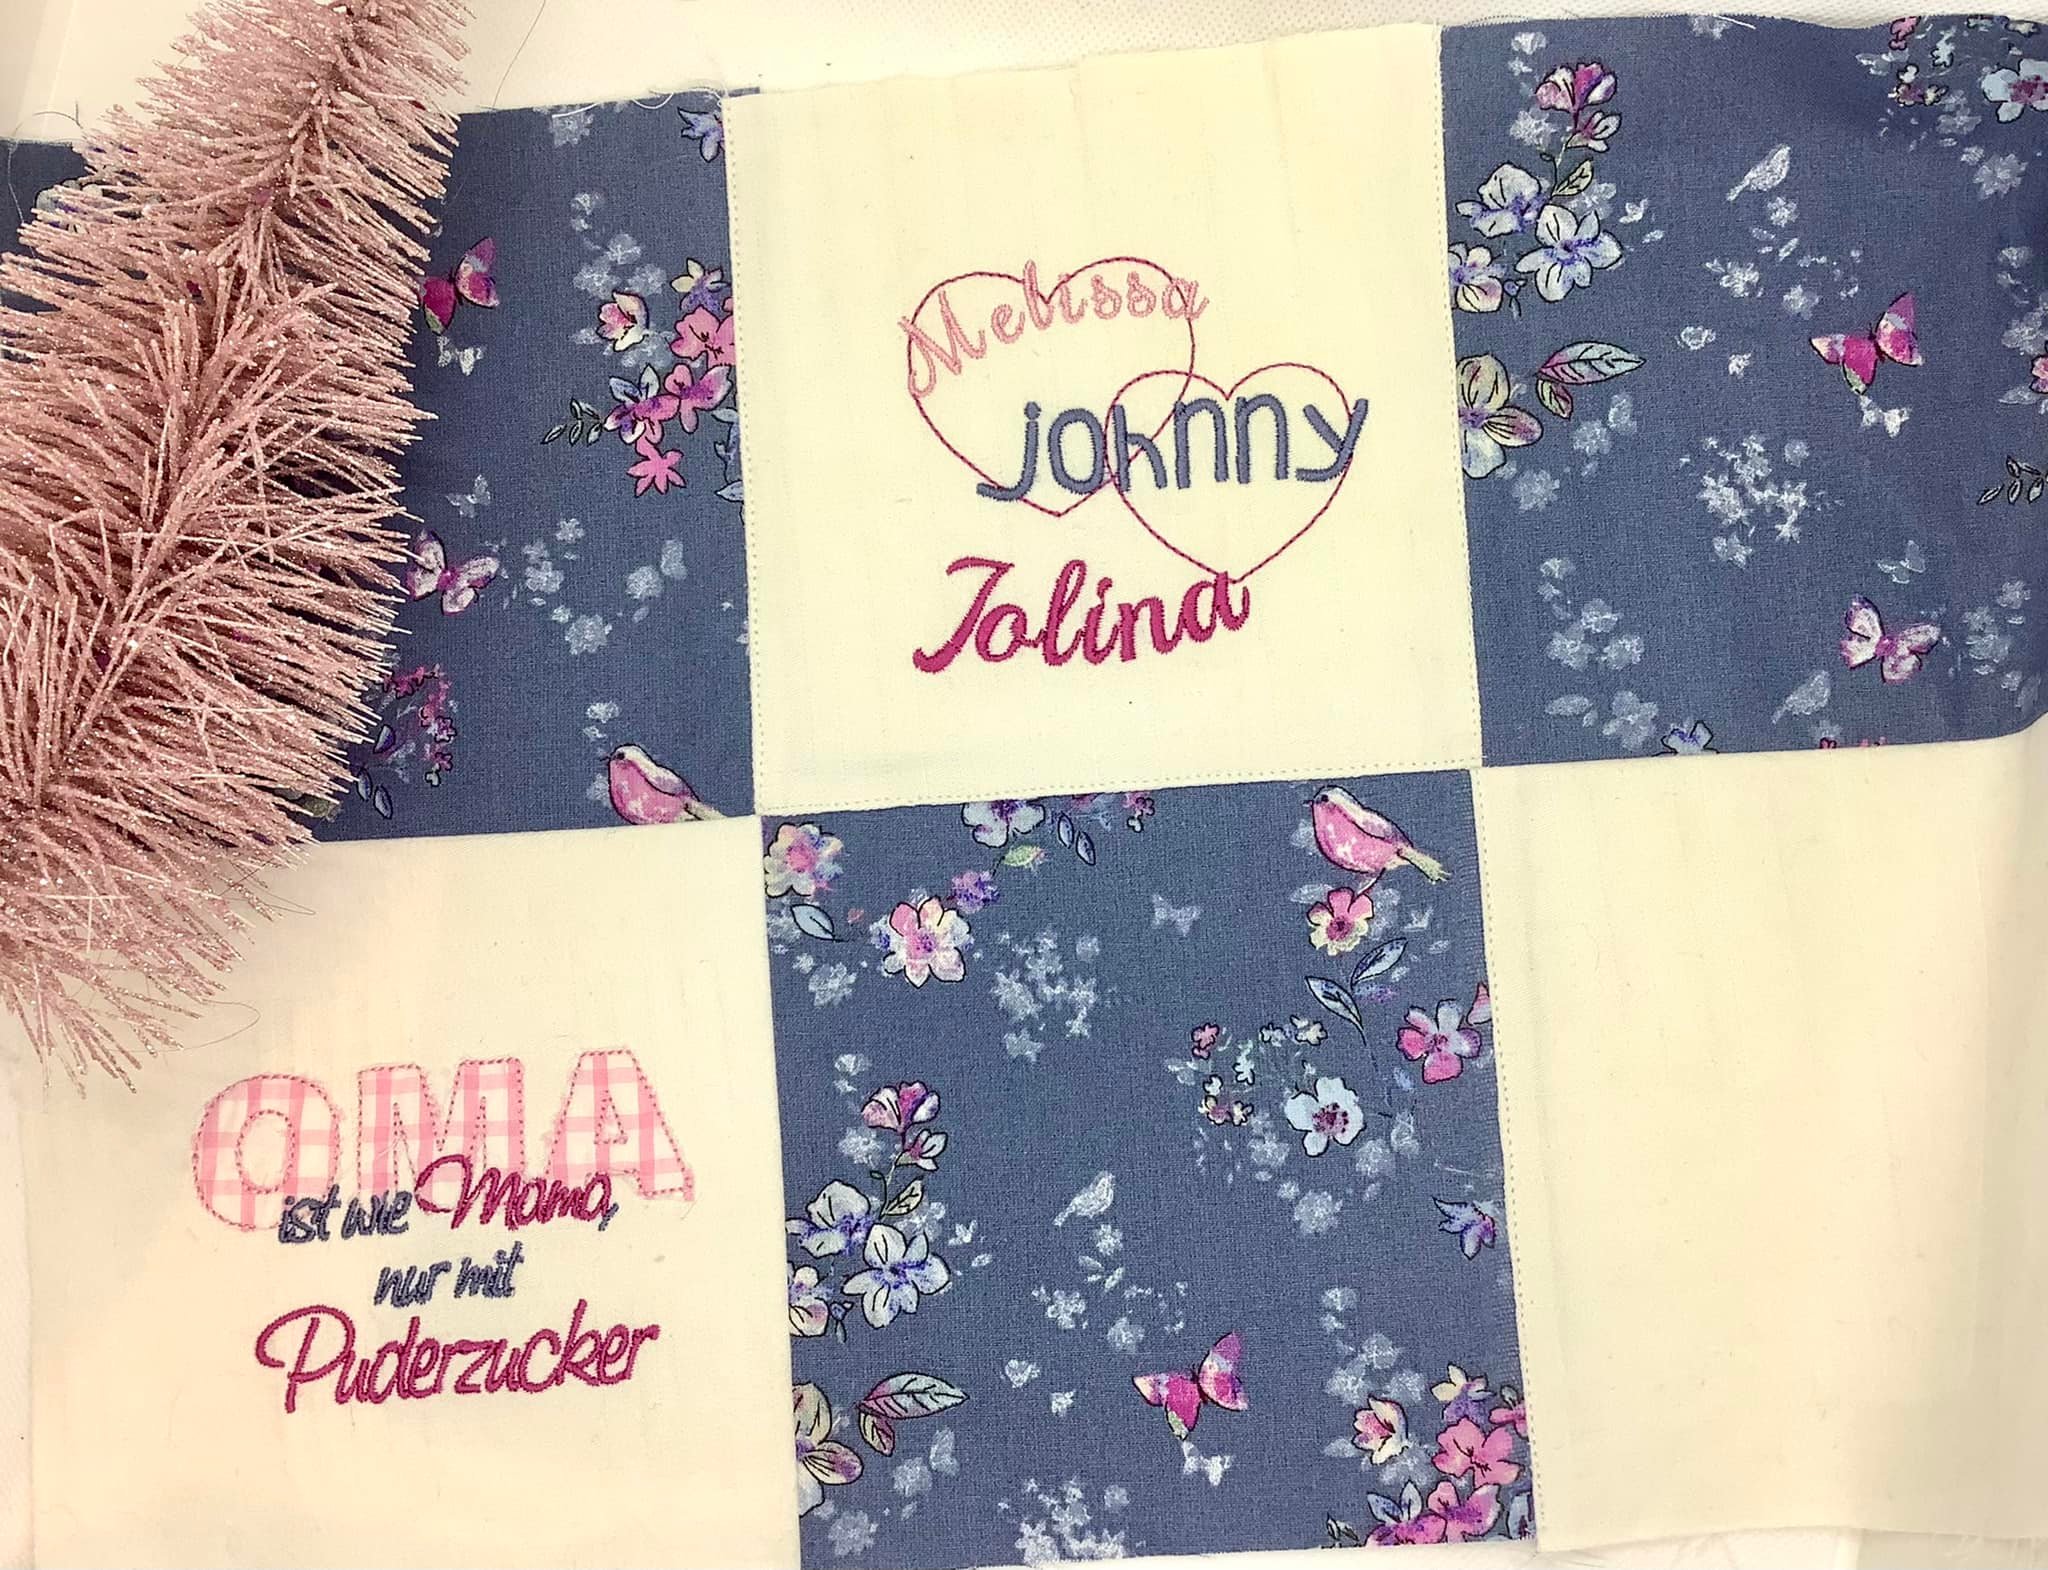 Melissa
johnny
Jolina
OMA
ist wie Mama,
nur mit
Puderzucker